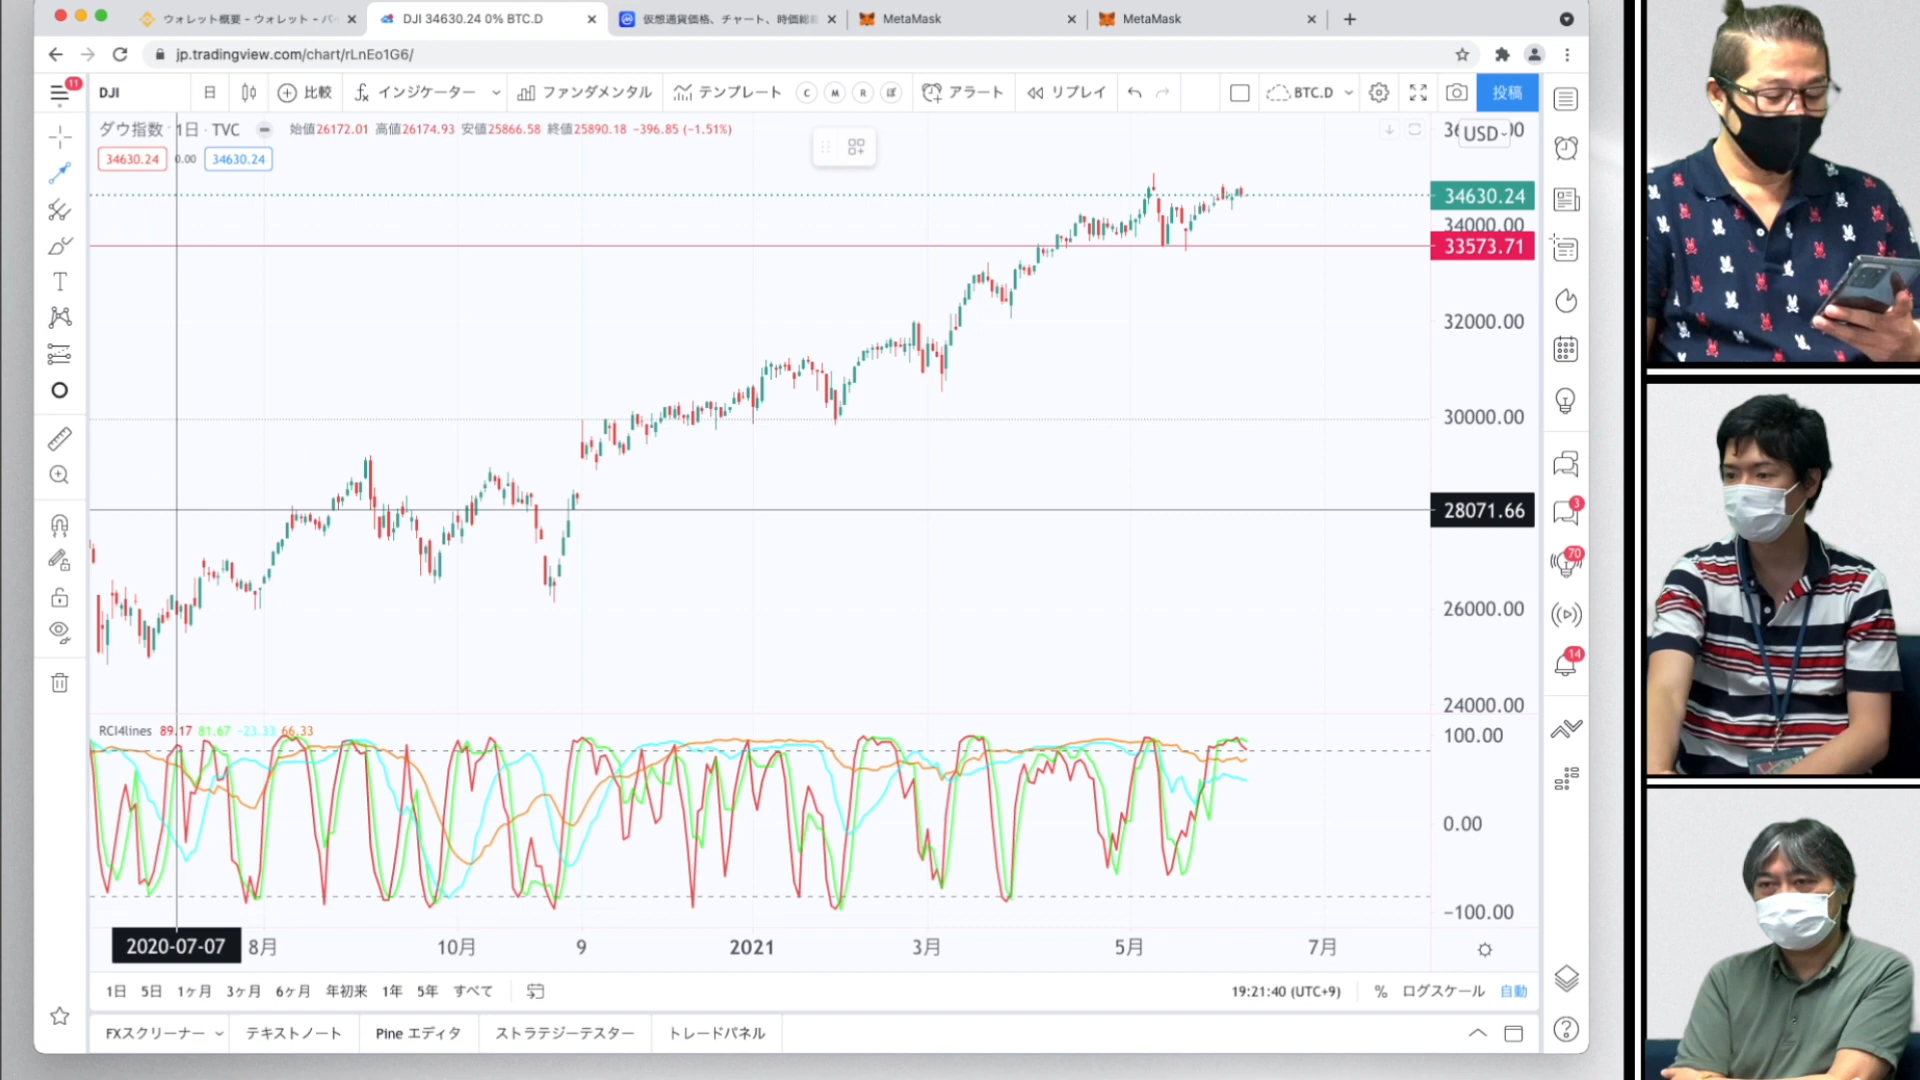 ウォレット概要 - ウォレット - バイ
DJI 34630.24 0% BTC.D
仮想通貨価格、チャート、時価総額
MetaMask
MetaMask
jp.tradingview.com/chart/rLnEo1G6/
11
DJI
日
比較
インジケーター
ファンダメンタル
テンプレート
C
M
R
ぽ
アラート
リプレイ
BTC.D
投稿
ダウ指数 · 1日 · TVC
始値26172.01 高値26174.93 安値25866.58 終値25890.18 −396.85 (−1.51%)
34630.24
0.00
34630.24
USD
34630.24
34000.00
33573.71
32000.00
30000.00
28071.66
26000.00
24000.00
RCI4lines 89.17 81.67 -23.33 66.33
100.00
0.00
−100.00
2020-07-07
8月
10月
9
2021
3月
5月
7月
1日
5日
1ヶ月
3ヶ月
6ヶ月
年初来
1年
5年
すべて
19:21:40 (UTC+9)
%
ログスケール
自動
FXスクリーナー
テキストノート
Pine エディタ
ストラテジーテスター
トレードパネル
3
70
14